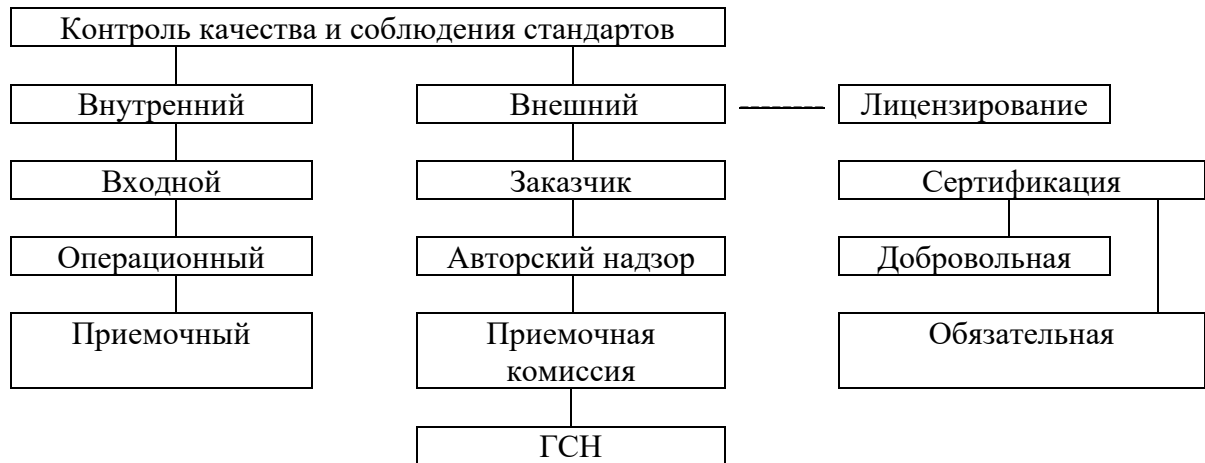 Контроль качества и соблюдения стандартов
Внутренний
Внешний
Лицензирование
Входной
Заказчик
Сертификация
Операционный
Авторский надзор
Добровольная
Приемочный
Приемочная
комиссия
Обязательная
ГСН